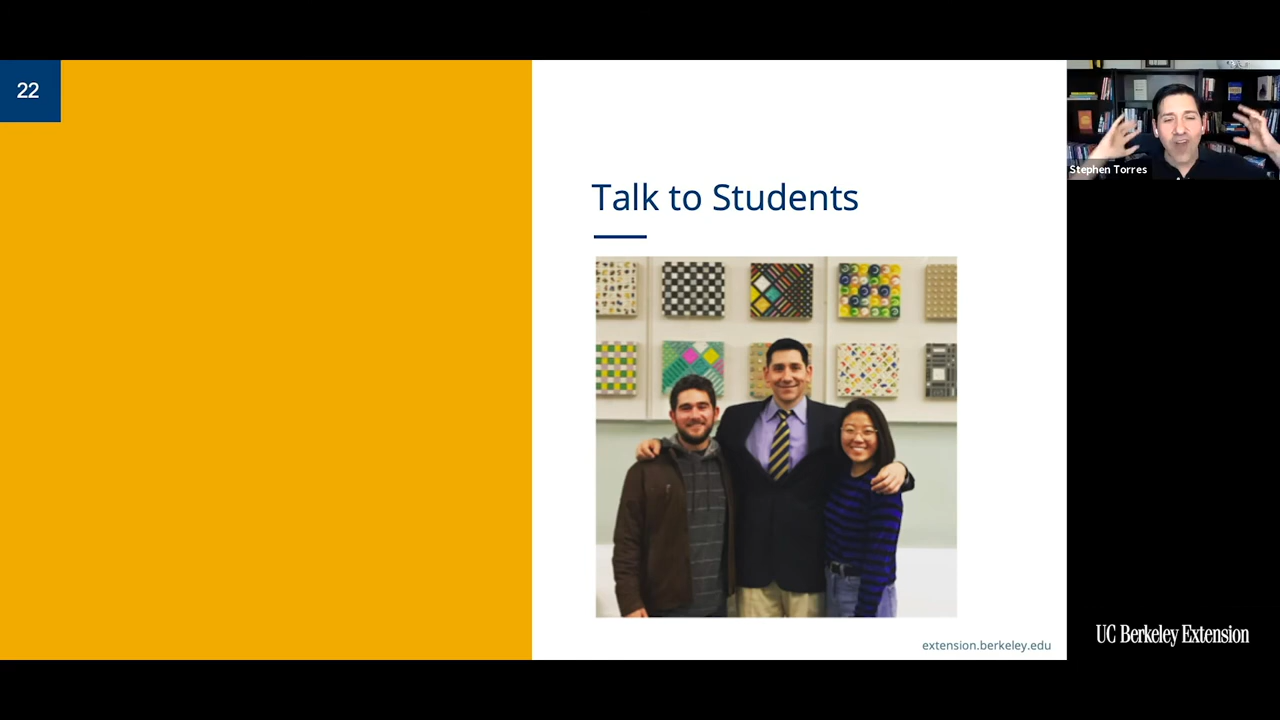 22
Talk to Students
extension.berkeley.edu
Stephen Torres
UC Berkeley Extension